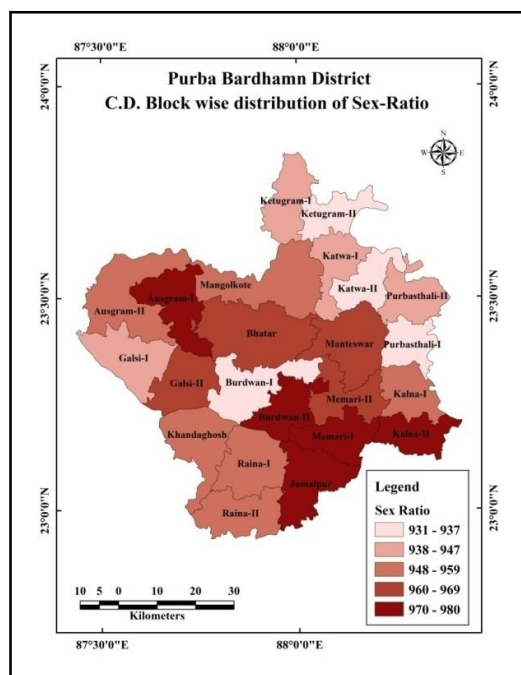 87°30'0"E 88°0'0"E
Purba Bardhamn District
C.D. Block wise distribution of Sex-Ratio
24°0'0"N 24°0'0"N
N
W E
S
Ketugram-I
Ketugram-II
Katwa-I
Mangolkote
Katwa-II
Ausgram-I
Purbasthali-II
23°30'0"N 23°30'0"N
Ausgram-II
Bhatar
Manteswar
Purbasthali-I
Galsi-I
Galsi-II
Burdwan-I
Memari-II
Kalna-I
Burdwan-II
Khandaghosh
Memari-I
Kalna-II
Raina-I
Jamalpur
Raina-II
23°0'0"N 23°0'0"N
Legend
Sex Ratio
931 - 937
938 - 947
948 - 959
960 - 969
970 - 980
10 5 0 10 20 30
Kilometers
87°30'0"E 88°0'0"E